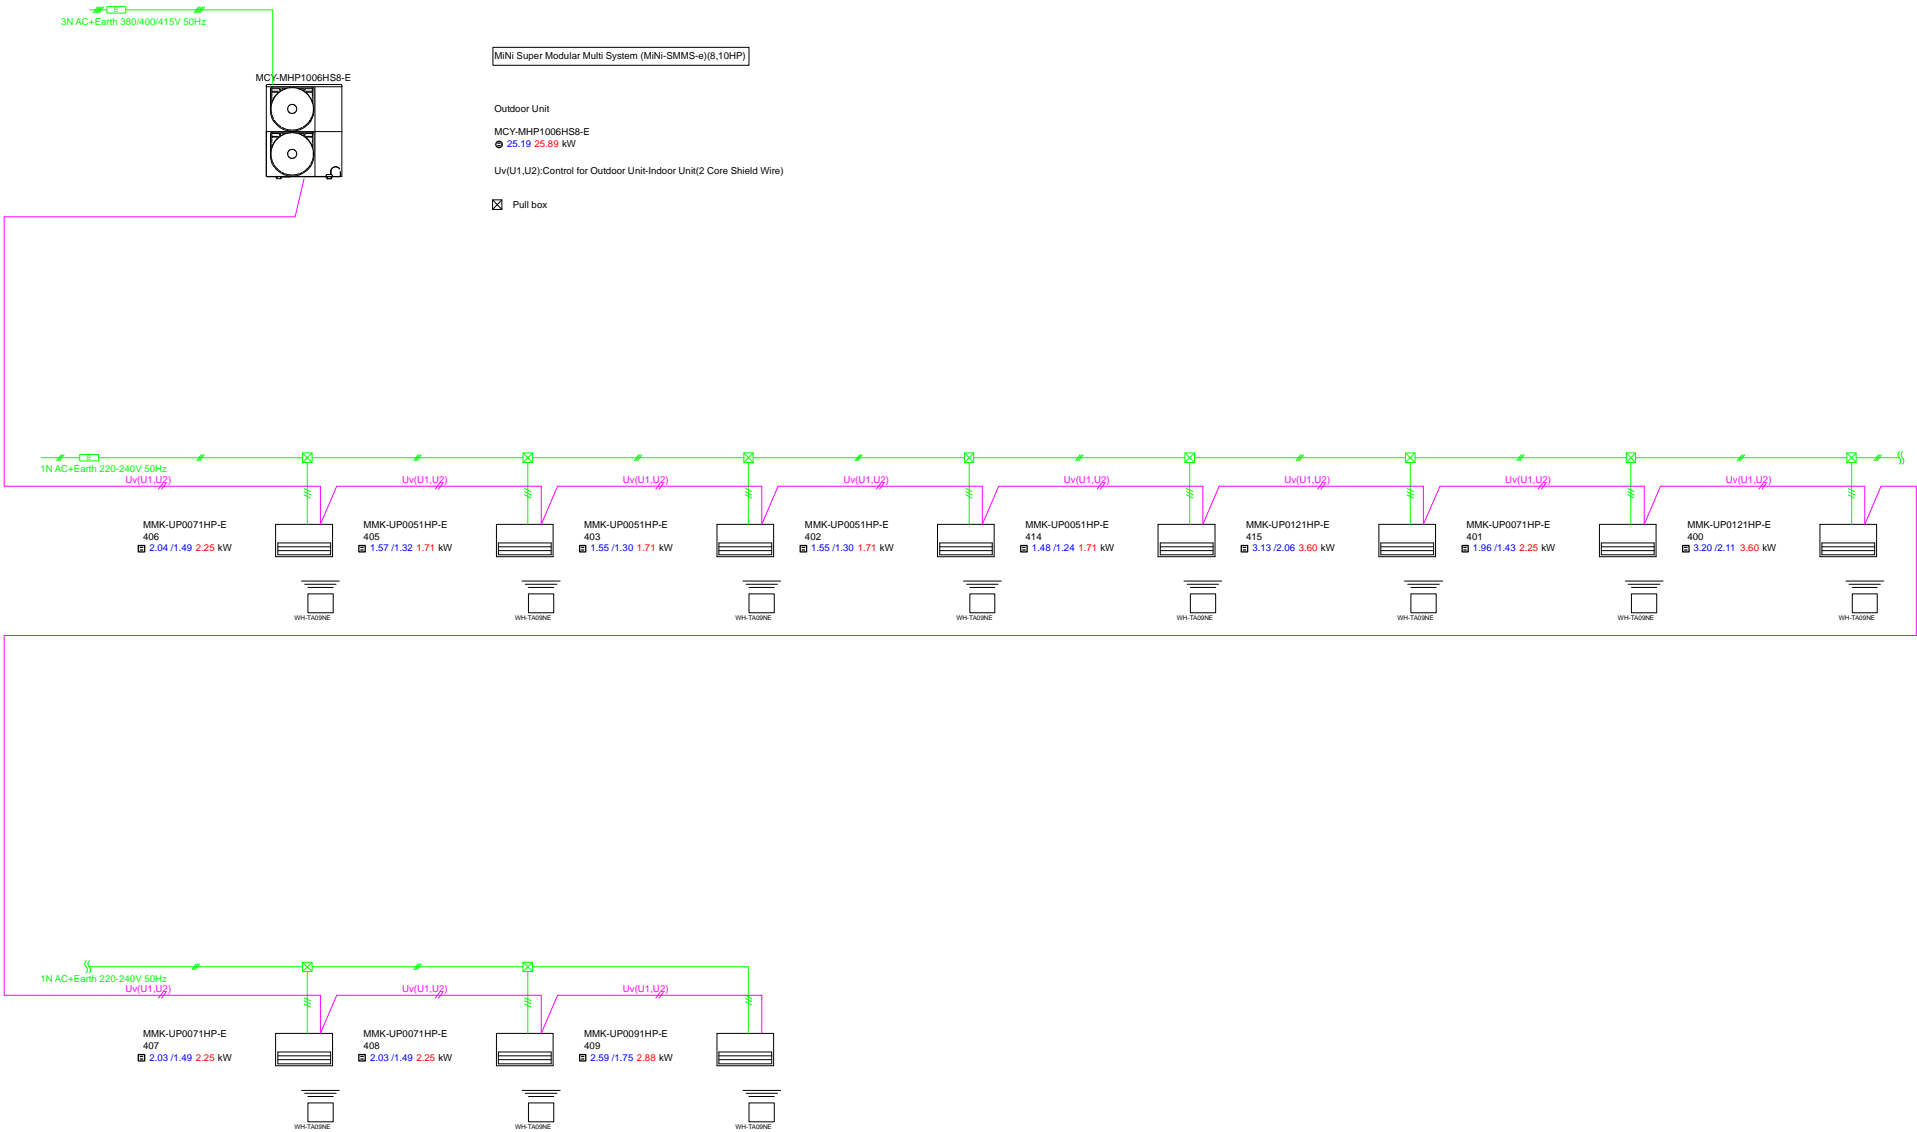 3N AC+Earth 380/400/415V 50Hz
MiNi Super Modular Multi System (MiNi-SMMS-e)(8,10HP)
MCY-MHP1006HS8-E
Outdoor Unit
MCY-MHP1006HS8-E
25.19 25.89 kW
Uv(U1,U2):Control for Outdoor Unit-Indoor Unit(2 Core Shield Wire)
Pull box
1N AC+Earth 220-240V 50Hz
Uv(U1,U2) Uv(U1,U2) Uv(U1,U2) Uv(U1,U2) Uv(U1,U2) Uv(U1,U2) Uv(U1,U2) Uv(U1,U2)
MMK-UP0071HP-E MMK-UP0051HP-E MMK-UP0051HP-E MMK-UP0051HP-E MMK-UP0051HP-E MMK-UP0121HP-E MMK-UP0071HP-E MMK-UP0121HP-E
406 405 403 402 414 415 401 400
2.04 /1.49 2.25 kW 1.57 /1.32 1.71 kW 1.55 /1.30 1.71 kW 1.55 /1.30 1.71 kW 1.48 /1.24 1.71 kW 3.13 /2.06 3.60 kW 1.96 /1.43 2.25 kW 3.20 /2.11 3.60 kW
WH-TA09NE WH-TA09NE WH-TA09NE WH-TA09NE WH-TA09NE WH-TA09NE WH-TA09NE WH-TA09NE
1N AC+Earth 220-240V 50Hz
Uv(U1,U2) Uv(U1,U2) Uv(U1,U2)
MMK-UP0071HP-E MMK-UP0071HP-E MMK-UP0091HP-E
407 408 409
2.03 /1.49 2.25 kW 2.03 /1.49 2.25 kW 2.59 /1.75 2.88 kW
WH-TA09NE WH-TA09NE WH-TA09NE